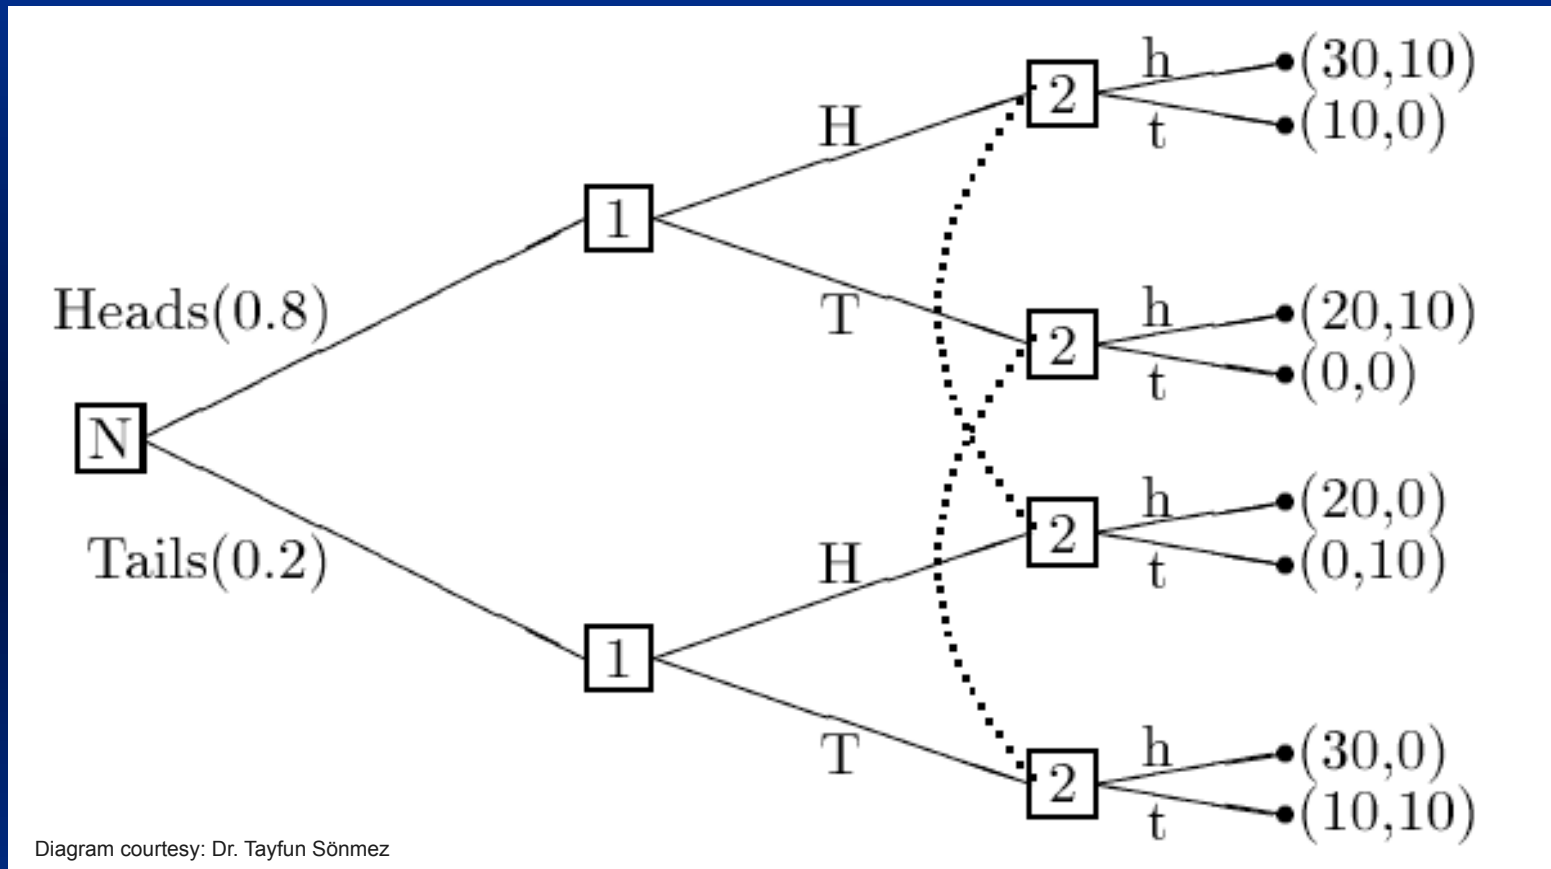 h
(30,10)
2
H
t
(10,0)
1
Heads(0.8)
T
h
(20,10)
2
t
(0,0)
N
h
(20,0)
Tails(0.2)
H
2
t
(0,10)
1
T
h
(30,0)
2
t
(10,10)
Diagram courtesy: Dr. Tayfun Sönmez